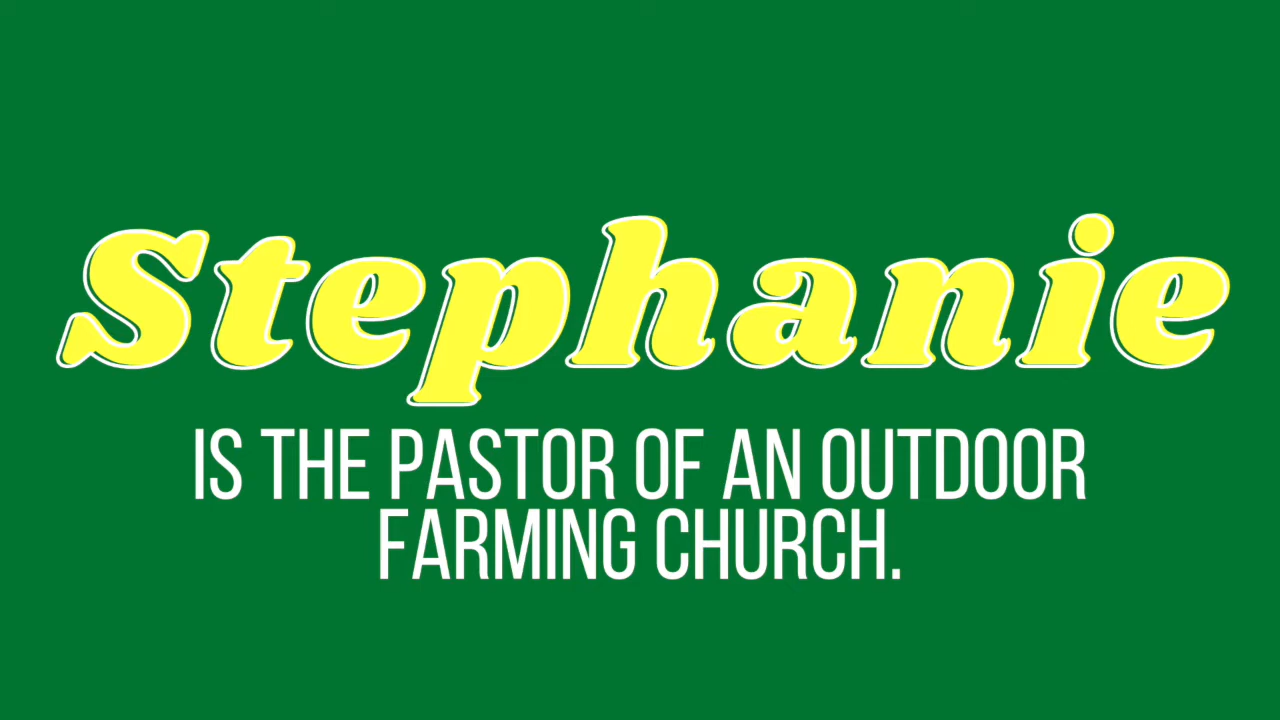 Stephanie
IS THE PASTOR OF AN OUTDOOR
FARMING CHURCH.